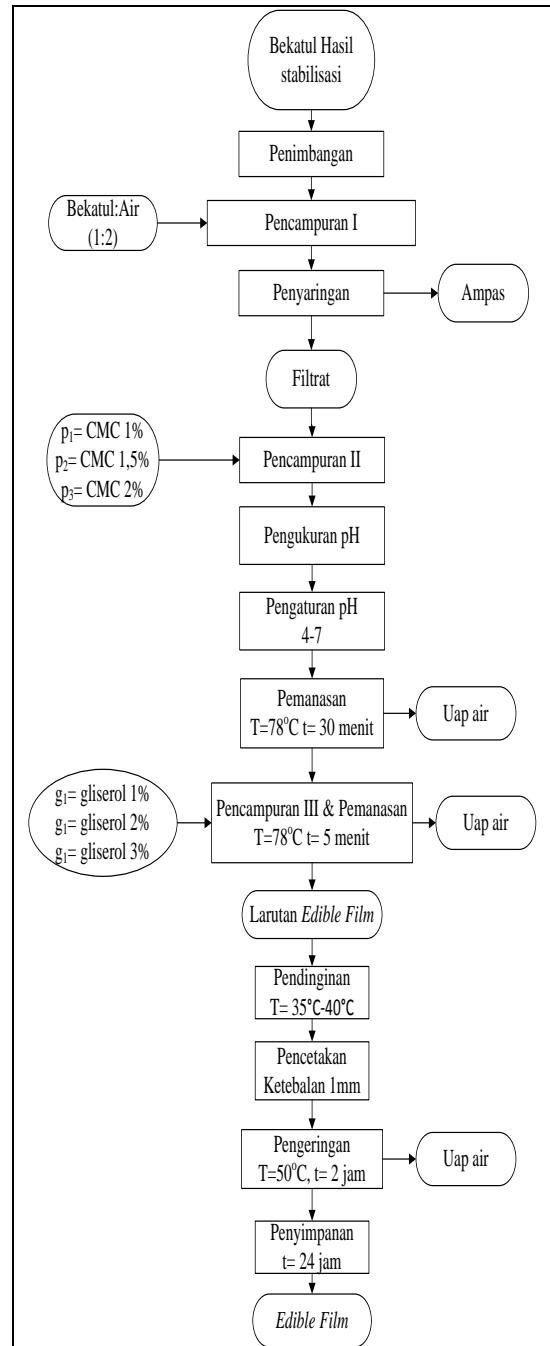 Bekatul Hasil
stabilisasi
Penimbangan
Bekatul:Air
(1:2)
Pencampuran I
Penyaringan
Ampas
Filtrat
p₁= CMC 1%
p₂= CMC 1,5%
p₃= CMC 2%
Pencampuran II
Pengukuran pH
Pengaturan pH
4-7
Pemanasan
T=78°C t= 30 menit
Uap air
g₁= gliserol 1%
g₁= gliserol 2%
g₁= gliserol 3%
Pencampuran III & Pemanasan
T=78°C t= 5 menit
Uap air
Larutan Edible Film
Pendinginan
T= 35°C-40°C
Pencetakan
Ketebalan 1mm
Pengeringan
T=50°C, t= 2 jam
Uap air
Penyimpanan
t= 24 jam
Edible Film